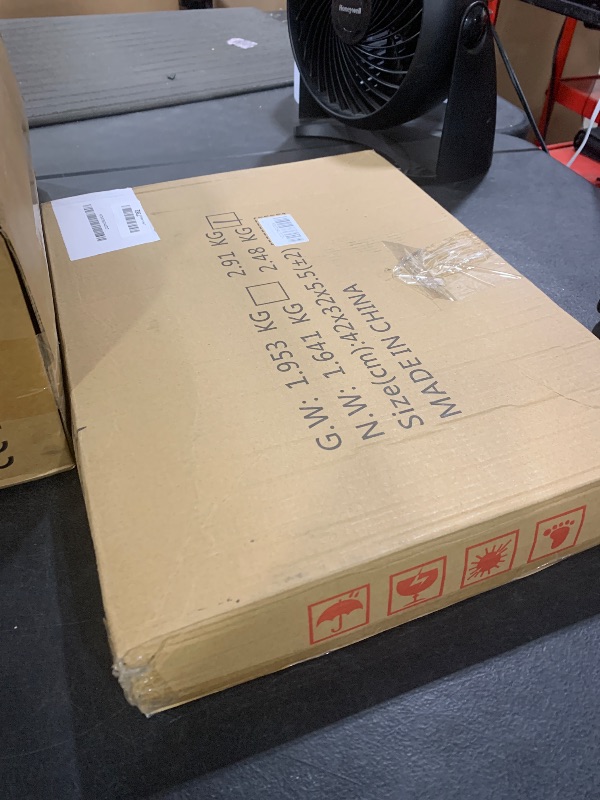 Honeywell
G.W: 1.953 KG 2.91 KG
N.W: 1.641 KG 2.48 KG
Size(cm):42x32x5.5(±2)
MADE IN CHINA